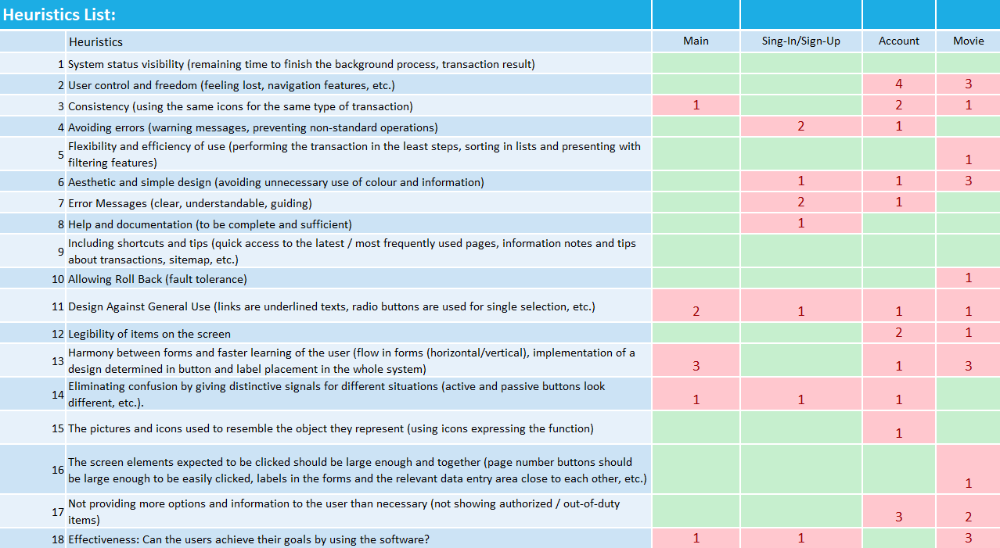 Heuristics List:
Heuristics Main Sing-In/Sign-Up Account Movie
1 System status visibility (remaining time to finish the background process, transaction result)
2 User control and freedom (feeling lost, navigation features, etc.) 4 3
3 Consistency (using the same icons for the same type of transaction) 1 2 1
4 Avoiding errors (warning messages, preventing non-standard operations) 2 1
5 Flexibility and efficiency of use (performing the transaction in the least steps, sorting in lists and presenting with
filtering features) 1
6 Aesthetic and simple design (avoiding unnecessary use of colour and information) 1 1 3
7 Error Messages (clear, understandable, guiding) 2 1
8 Help and documentation (to be complete and sufficient) 1
9 Including shortcuts and tips (quick access to the latest / most frequently used pages, information notes and tips
about transactions, sitemap, etc.)
10 Allowing Roll Back (fault tolerance) 1
11 Design Against General Use (links are underlined texts, radio buttons are used for single selection, etc.) 2 1 1 1
12 Legibility of items on the screen 2 1
13 Harmony between forms and faster learning of the user (flow in forms (horizontal/vertical), implementation of a
design determined in button and label placement in the whole system) 3 1 3
14 Eliminating confusion by giving distinctive signals for different situations (active and passive buttons look
different, etc.). 1 1 1
15 The pictures and icons used to resemble the object they represent (using icons expressing the function) 1
16 The screen elements expected to be clicked should be large enough and together (page number buttons should
be large enough to be easily clicked, labels in the forms and the relevant data entry area close to each other, etc.) 1
17 Not providing more options and information to the user than necessary (not showing authorized / out-of-duty
items) 3 2
18 Effectiveness: Can the users achieve their goals by using the software? 1 1 3